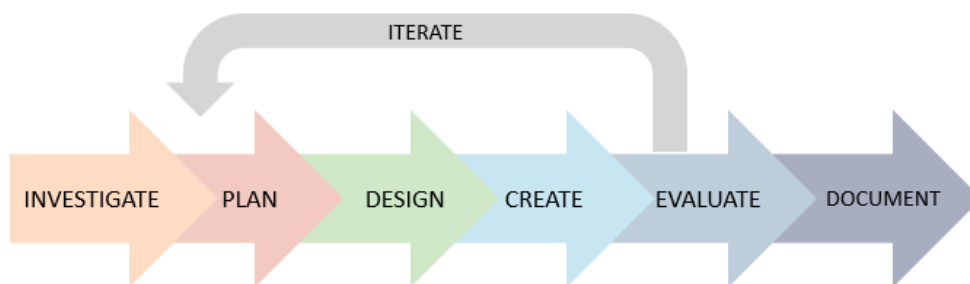 ITERATE
INVESTIGATE PLAN DESIGN CREATE EVALUATE DOCUMENT